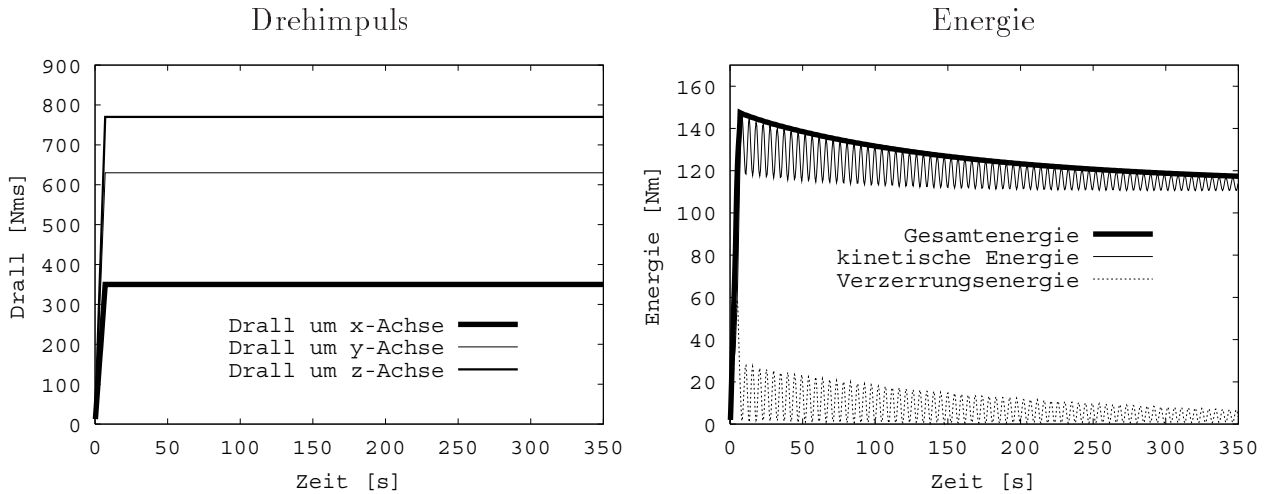 Drehimpuls
900
800
700
600
500
400
300
200
100
0
0 50 100 150 200 250 300 350
Drall [Nms]
Zeit [s]
Drall um x-Achse
Drall um y-Achse
Drall um z-Achse
Energie
160
140
120
100
80
60
40
20
0
0 50 100 150 200 250 300 350
Energie [Nm]
Zeit [s]
Gesamtenergie
kinetische Energie
Verzerrungsenergie